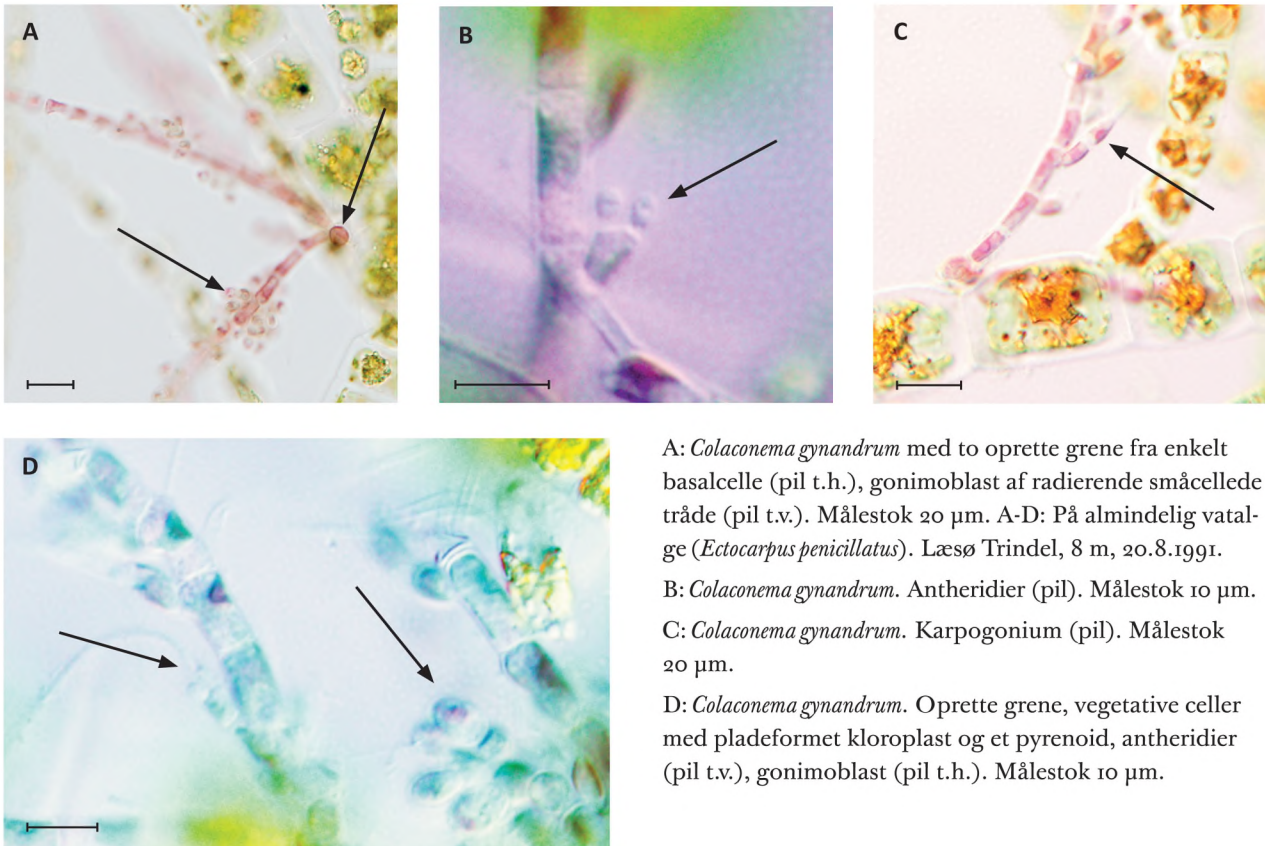 A
B
C
D
A: Colaconema gynandrum med to oprette grene fra enkelt
basalcelle (pil t.h.), gonimoblast af radierende småcellede
tråde (pil t.v.). Målestok 20 µm. A-D: På almindelig vatal-
ge (Ectocarpus penicillatus). Læsø Trindel, 8 m, 20.8.1991.
B: Colaconema gynandrum. Antheridier (pil). Målestok 10 µm.
C: Colaconema gynandrum. Karpogonium (pil). Målestok
20 µm.
D: Colaconema gynandrum. Oprette grene, vegetative celler
med pladeformet kloroplast og et pyrenoid, antheridier
(pil t.v.), gonimoblast (pil t.h.). Målestok 10 µm.